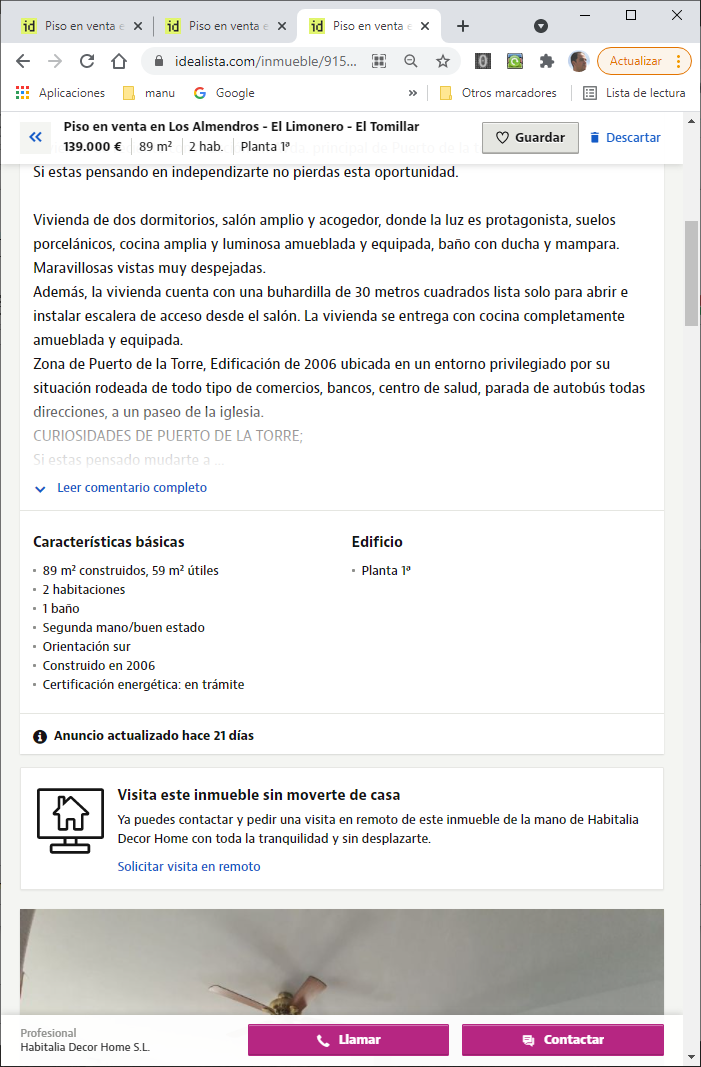 Piso en venta e
Piso en venta e
Piso en venta e
idealista.com/inmueble/915...
Actualizar
Aplicaciones
manu
Google
»
Otros marcadores
Lista de lectura
Piso en venta en Los Almendros - El Limonero - El Tomillar
139.000 € 89 m² 2 hab. Planta 1ª
Guardar
Descartar
principal de Puerto de la
Si estas pensando en independizarte no pierdas esta oportunidad.
Vivienda de dos dormitorios, salón amplio y acogedor, donde la luz es protagonista, suelos
porcelánicos, cocina amplia y luminosa amueblada y equipada, baño con ducha y mampara.
Maravillosas vistas muy despejadas.
Además, la vivienda cuenta con una buhardilla de 30 metros cuadrados lista solo para abrir e
instalar escalera de acceso desde el salón. La vivienda se entrega con cocina completamente
amueblada y equipada.
Zona de Puerto de la Torre, Edificación de 2006 ubicada en un entorno privilegiado por su
situación rodeada de todo tipo de comercios, bancos, centro de salud, parada de autobús todas
direcciones, a un paseo de la iglesia.
CURIOSIDADES DE PUERTO DE LA TORRE;
Si estas pensado mudarte a ...
Leer comentario completo
Características básicas
89 m² construidos, 59 m² útiles
2 habitaciones
1 baño
Segunda mano/buen estado
Orientación sur
Construido en 2006
Certificación energética: en trámite
Edificio
Planta 1ª
Anuncio actualizado hace 21 días
Visita este inmueble sin moverte de casa
Ya puedes contactar y pedir una visita en remoto de este inmueble de la mano de Habitalia
Decor Home con toda la tranquilidad y sin desplazarte.
Solicitar visita en remoto
Profesional
Habitalia Decor Home S.L.
Llamar
Contactar